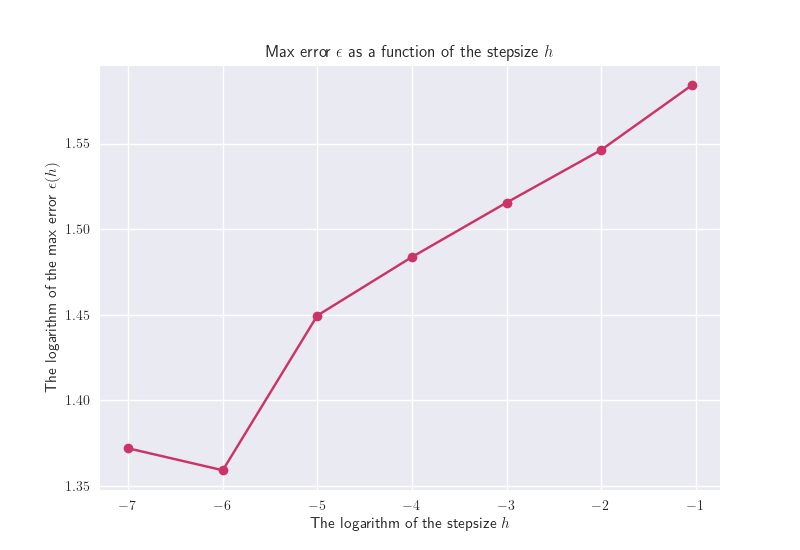 Max error ϵ as a function of the stepsize h
The logarithm of the max error ϵ(h)
1.55
1.50
1.45
1.40
1.35
−7 −6 −5 −4 −3 −2 −1
The logarithm of the stepsize h